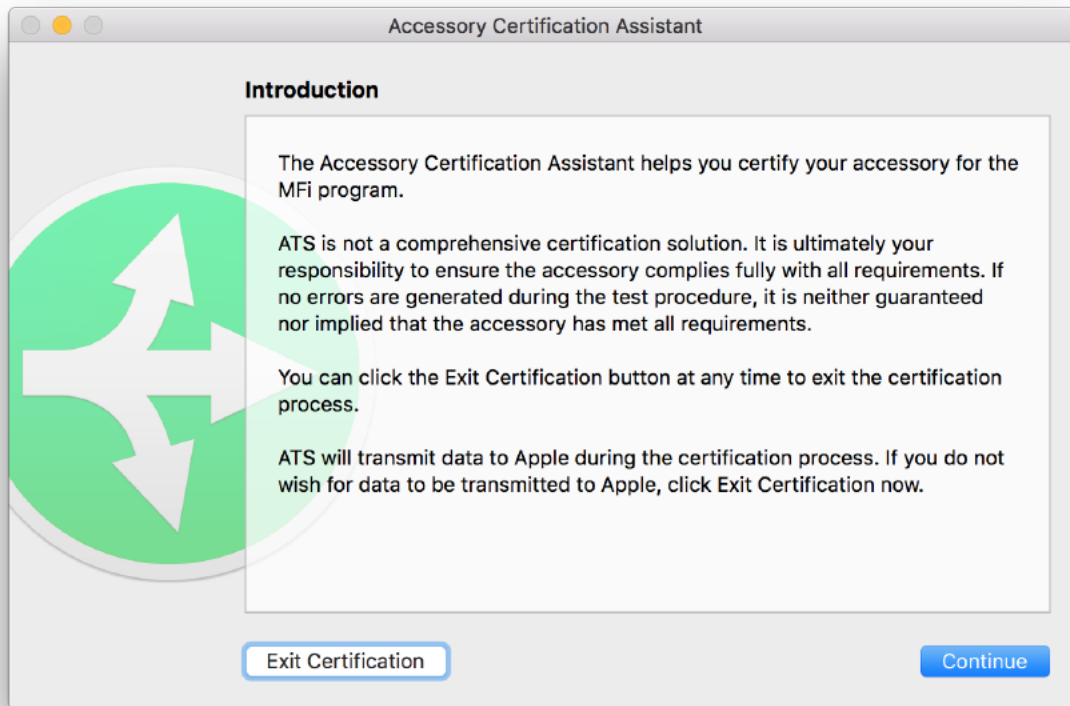 Accessory Certification Assistant
Introduction
The Accessory Certification Assistant helps you certify your accessory for the
MFi program.
ATS is not a comprehensive certification solution. It is ultimately your
responsibility to ensure the accessory complies fully with all requirements. If
no errors are generated during the test procedure, it is neither guaranteed
nor implied that the accessory has met all requirements.
You can click the Exit Certification button at any time to exit the certification
process.
ATS will transmit data to Apple during the certification process. If you do not
wish for data to be transmitted to Apple, click Exit Certification now.
Exit Certification
Continue